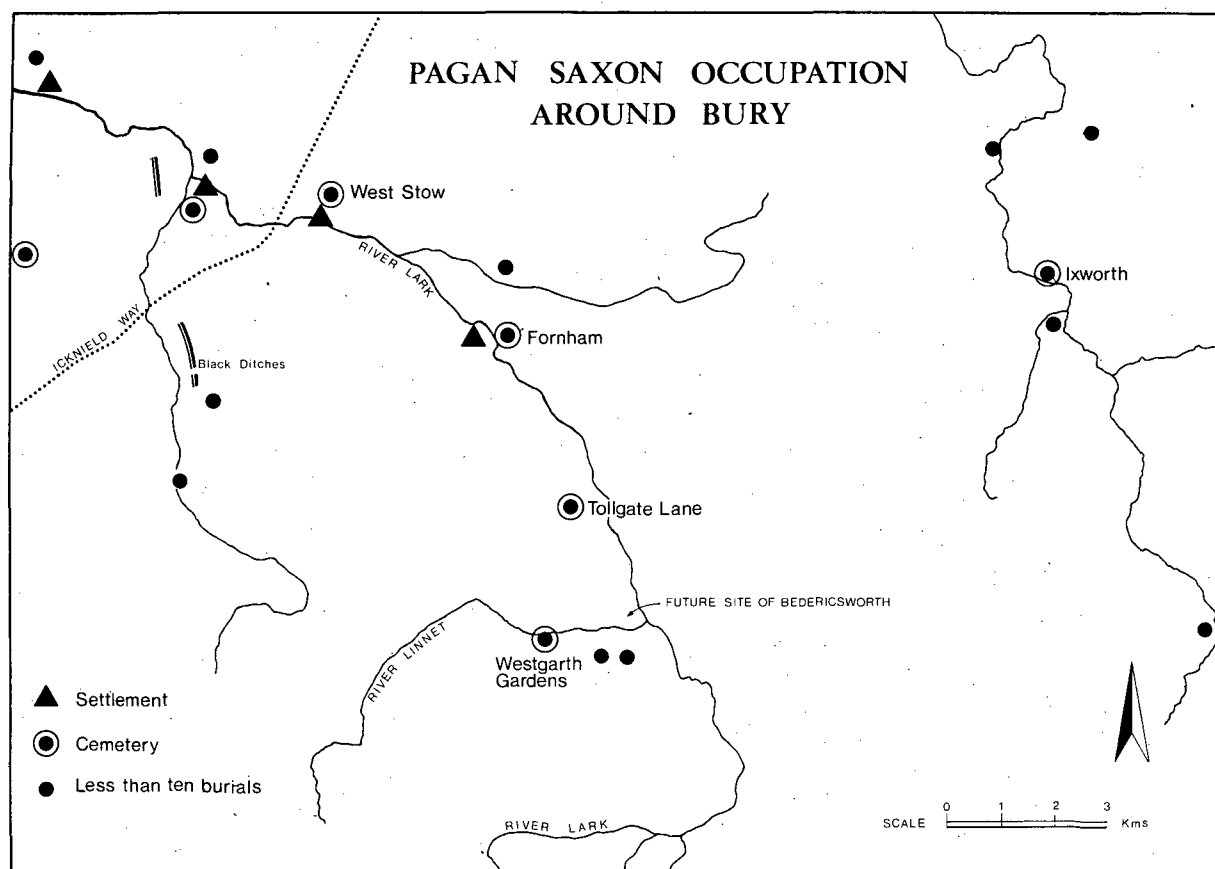 PAGAN SAXON OCCUPATION
AROUND BURY
West Stow
RIVER LARK
Ixworth
ICKNIELD WAY
Fornham
Black Ditches
Tollgate Lane
FUTURE SITE OF BEDERICSWORTH
RIVER LINNET
Westgarth
Gardens
Settlement
Cemetery
Less than ten burials
RIVER LARK
SCALE 0 1 2 3 Kms